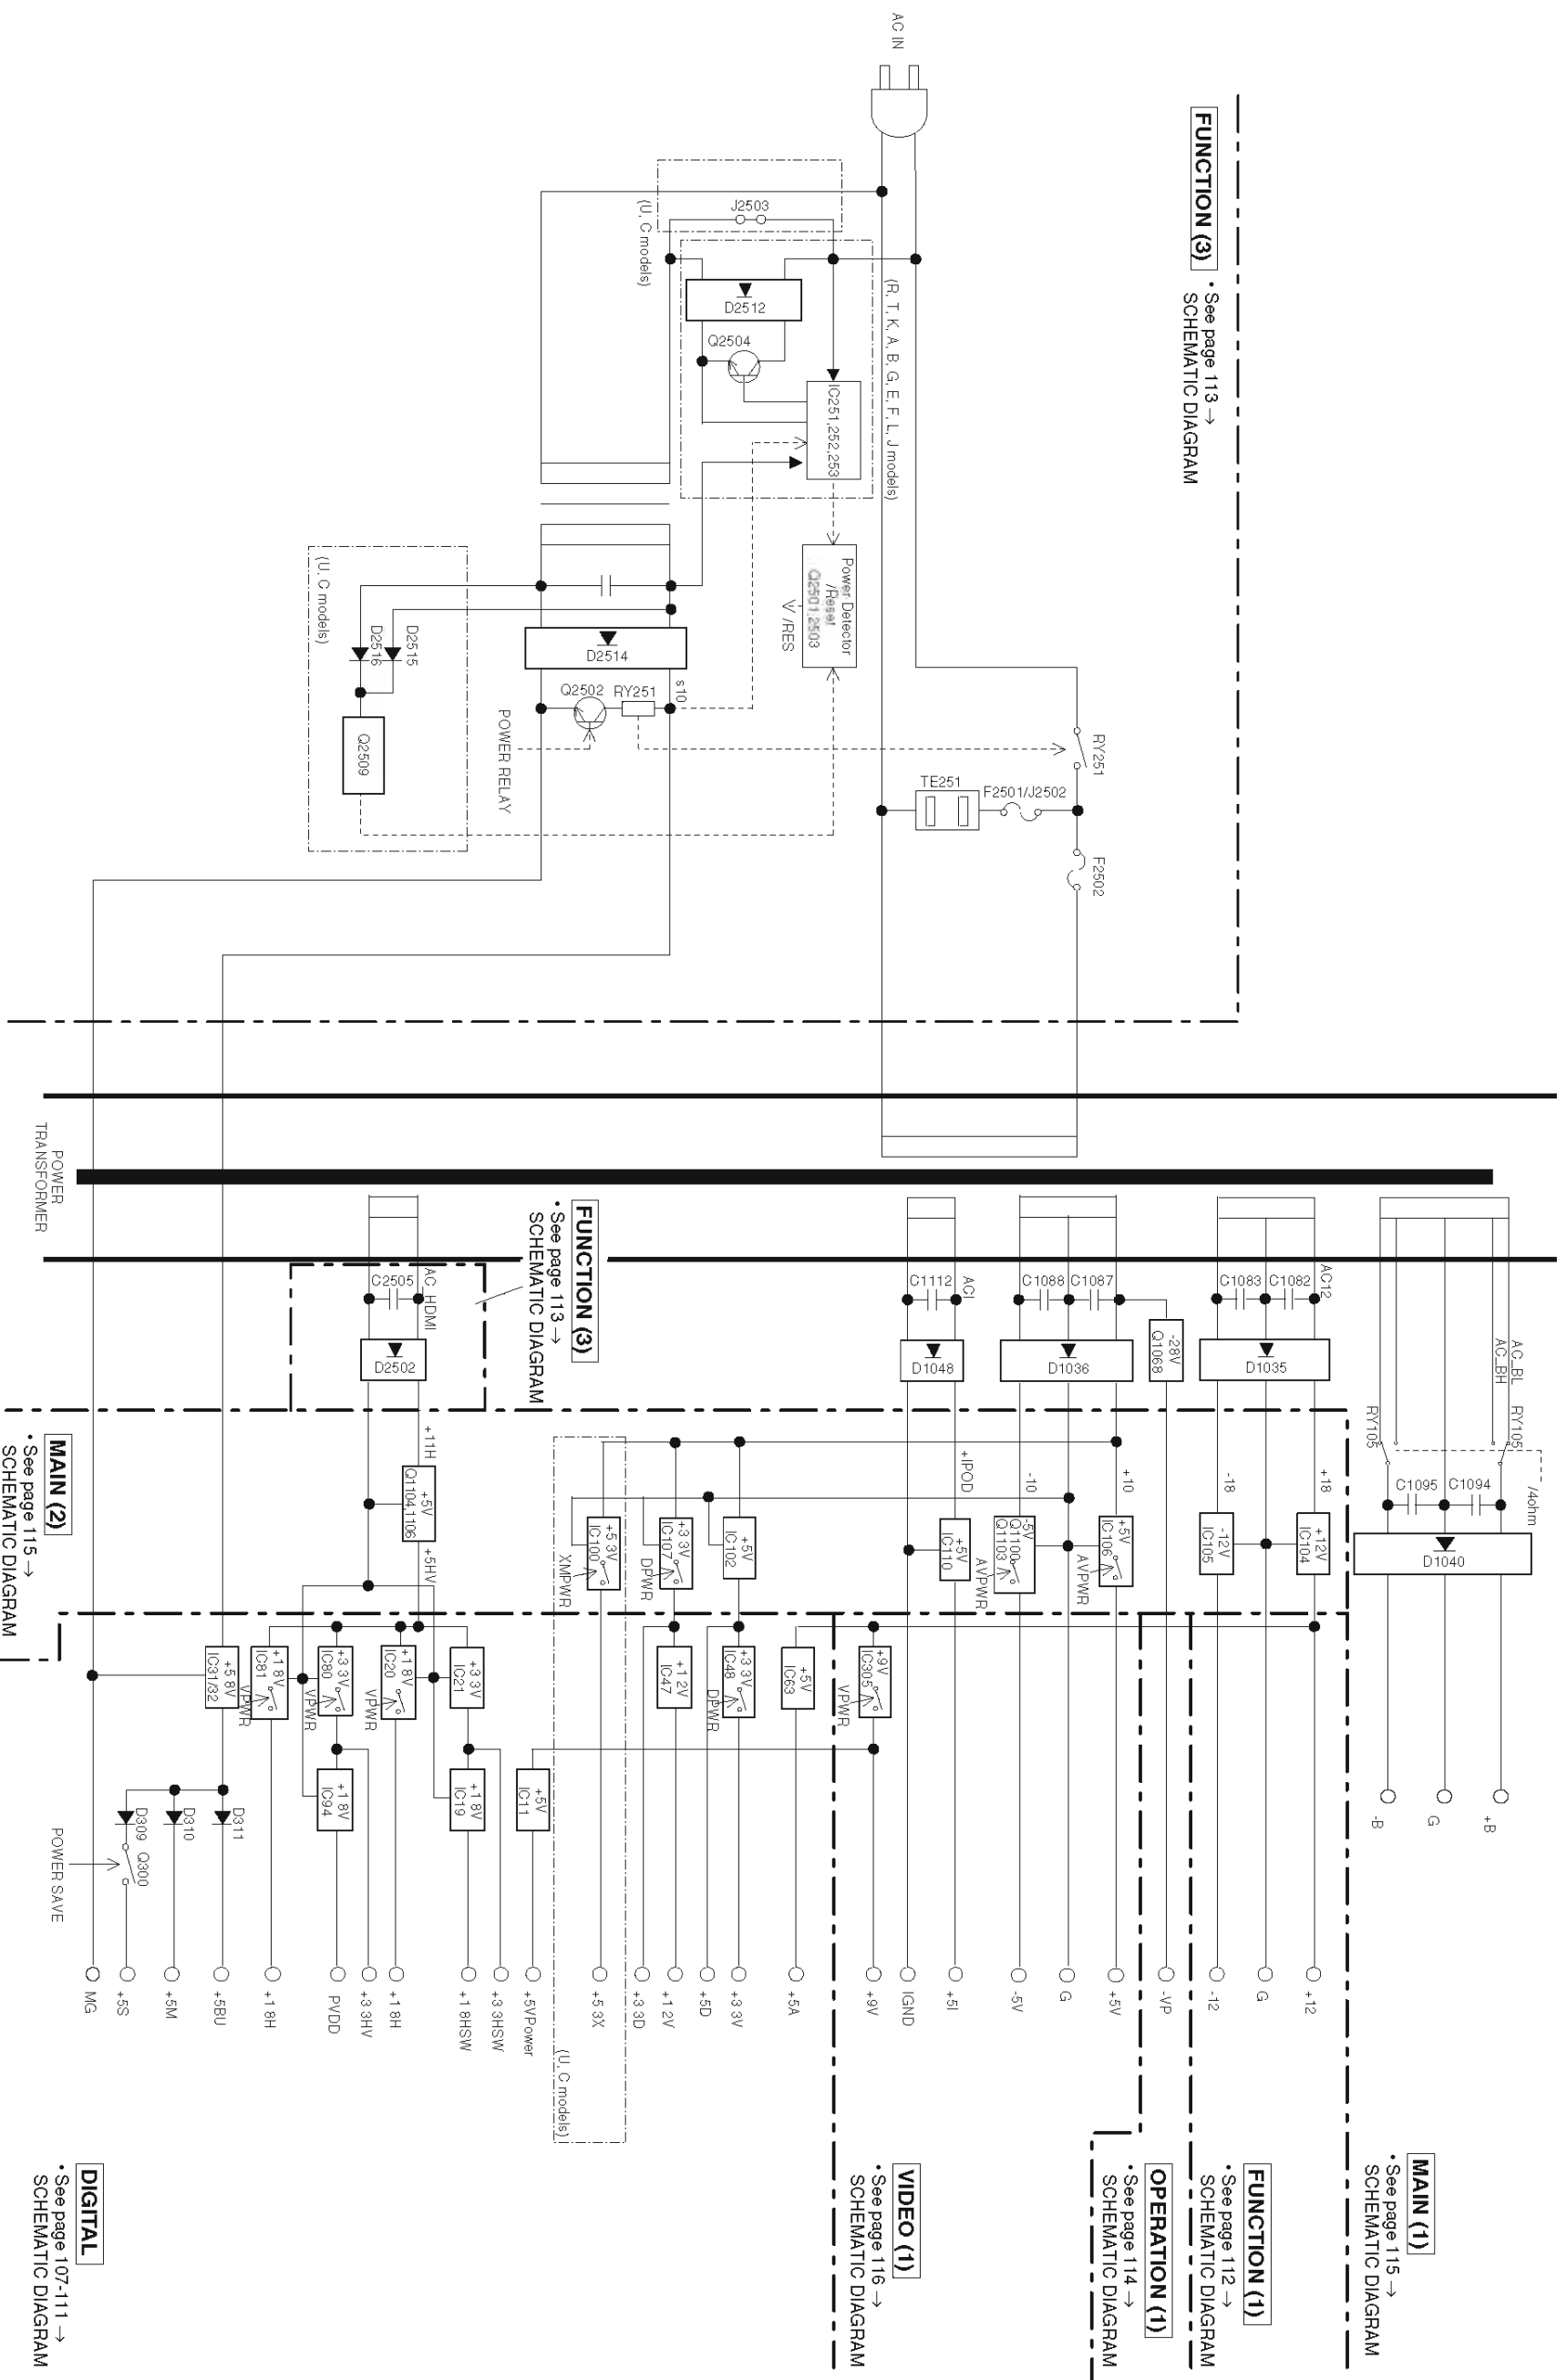 AC IN
FUNCTION (3)
• See page 113 →
SCHEMATIC DIAGRAM
J2503
(U, C models)
(R, T, K, A, B, G, E, F, L, J models)
D2512
Q2504
IC251,252,253
Power Detector
/Reset
Q2501,2503
/RES
(U, C models)
D2515
D2516
Q2509
D2514
s10
Q2502
RY251
POWER RELAY
RY251
TE251
F2501/J2502
F2502
POWER
TRANSFORMER
FUNCTION (3)
• See page 113 →
SCHEMATIC DIAGRAM
AC_BL
AC_BH
RY105
RY105
/4ohm
C1095
C1094
D1040
AC12
C1083
C1082
D1035
+18
-18
+12V
IC104
-12V
IC105
-28V
Q1068
C1088
C1087
D1036
+10
-10
+5V
IC106
AVPWR
-5V
Q1100
Q1103
AVPWR
ACI
C1112
D1048
+IPOD
+5V
IC110
+5V
IC102
+3.3V
IC107
DPWR
+5.3V
IC100
XMPWR
AC_HDMI
C2505
D2502
+11H
+5V
Q1104,1106
+5HV
MAIN (2)
• See page 115 →
SCHEMATIC DIAGRAM
+9V
IC305
VPWR
+5V
IC63
+3.3V
IC48
DPWR
+1.2V
IC47
+5V
IC11
+3.3V
IC21
+1.8V
IC19
+1.8V
IC20
VPWR
+3.3V
IC80
VPWR
+1.8V
IC94
+1.8V
IC81
VPWR
+5.8V
IC31/32
D311
D310
D309
Q300
POWER SAVE
+B
G
-B
+12
G
-12
-VP
+5V
G
-5V
+5I
IGND
+9V
+5A
+3.3V
+5D
+1.2V
+3.3D
+5.3X
(U, C models)
+5VPower
+3.3HSW
+1.8HSW
+1.8H
+3.3HV
PVDD
+1.8H
+5BU
+5M
+5S
MG
MAIN (1)
• See page 115 →
SCHEMATIC DIAGRAM
FUNCTION (1)
• See page 112 →
SCHEMATIC DIAGRAM
OPERATION (1)
• See page 114 →
SCHEMATIC DIAGRAM
VIDEO (1)
• See page 116 →
SCHEMATIC DIAGRAM
DIGITAL
• See page 107-111 →
SCHEMATIC DIAGRAM